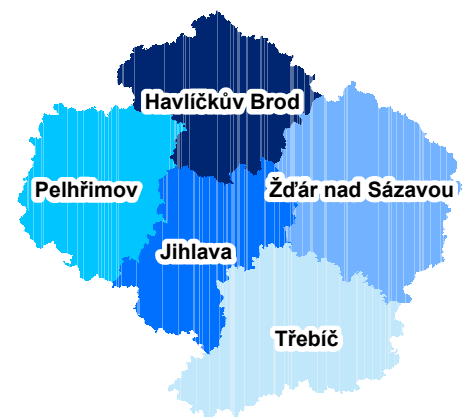 Havlíčkův Brod
Pelhřimov
Žďár nad Sázavou
Jihlava
Třebíč